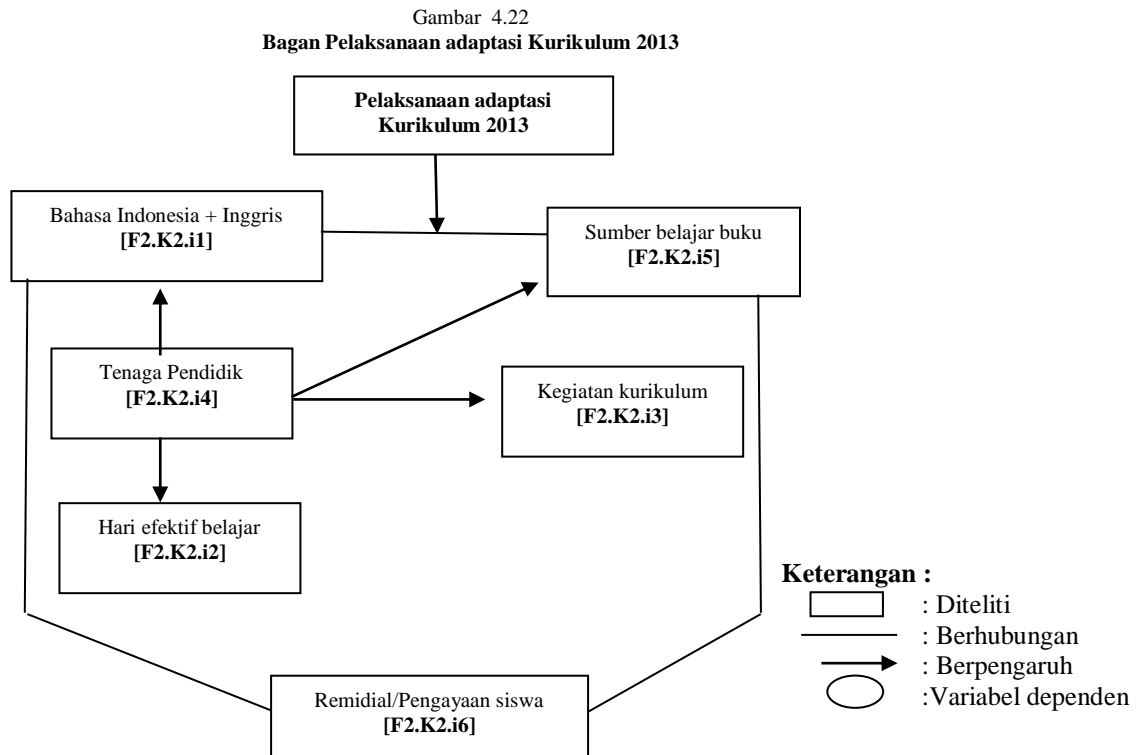 Gambar 4.22
Bagan Pelaksanaan adaptasi Kurikulum 2013
Pelaksanaan adaptasi
Kurikulum 2013
Bahasa Indonesia + Inggris
[F2.K2.i1]
Sumber belajar buku
[F2.K2.i5]
Tenaga Pendidik
[F2.K2.i4]
Kegiatan kurikulum
[F2.K2.i3]
Hari efektif belajar
[F2.K2.i2]
Remidial/Pengayaan siswa
[F2.K2.i6]
Keterangan :
: Diteliti
: Berhubungan
: Berpengaruh
:Variabel dependen